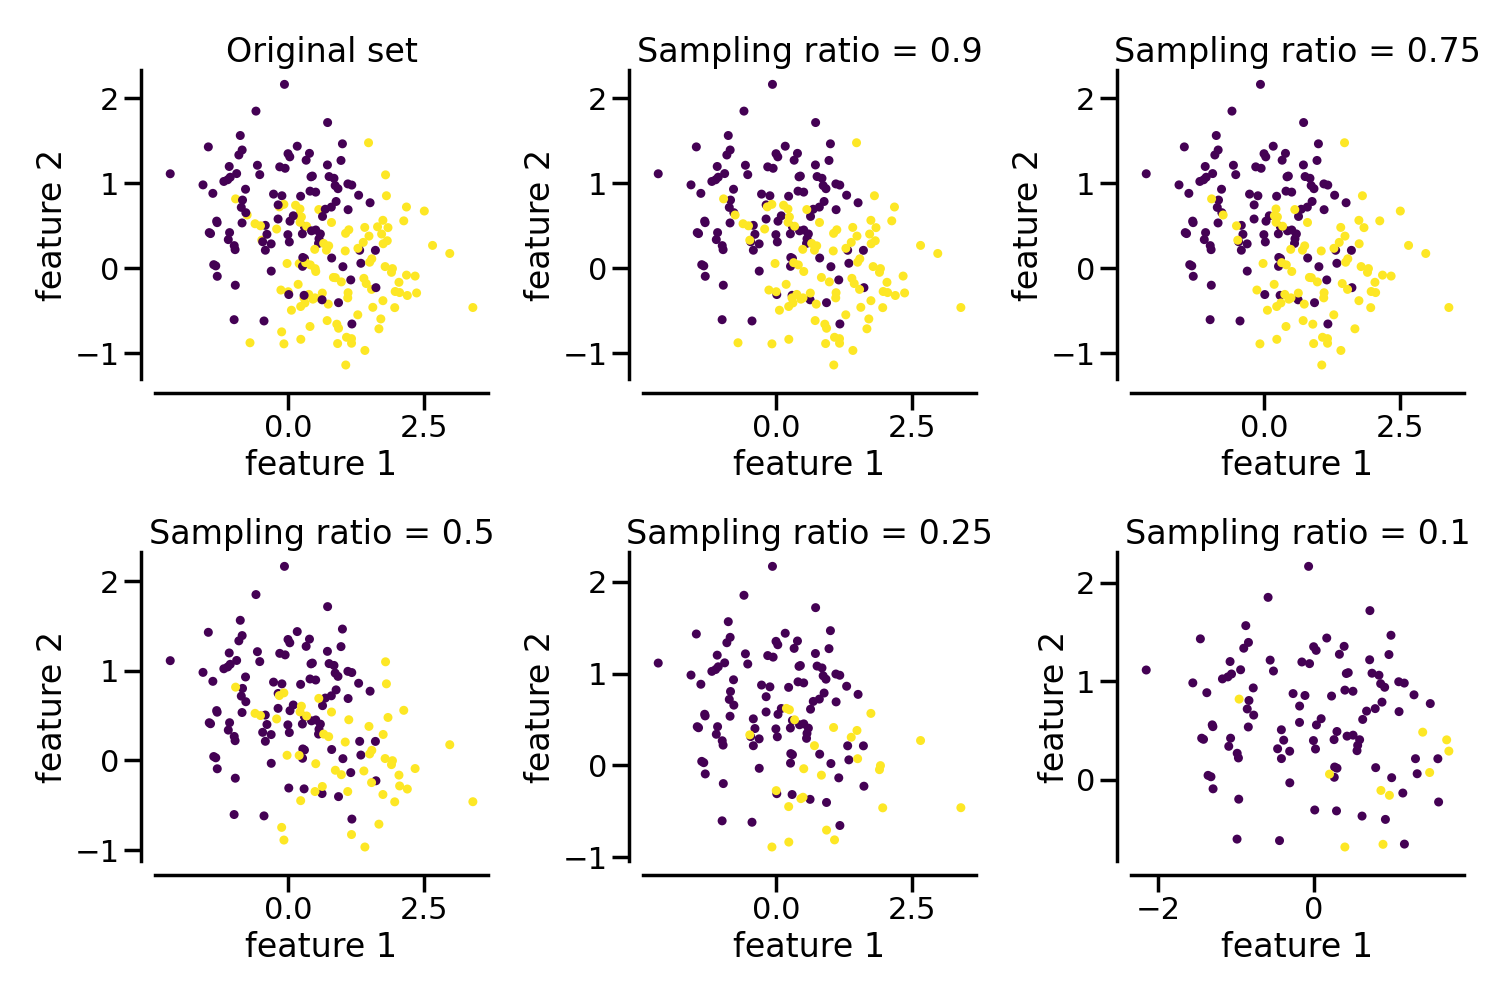 Original set
Sampling ratio = 0.9
Sampling ratio = 0.75
2
1
0
−1
feature 2
0.0
2.5
feature 1
2
1
0
−1
feature 2
0.0
2.5
feature 1
2
1
0
−1
feature 2
0.0
2.5
feature 1
Sampling ratio = 0.5
Sampling ratio = 0.25
Sampling ratio = 0.1
2
1
0
−1
feature 2
0.0
2.5
feature 1
2
1
0
−1
feature 2
0.0
2.5
feature 1
2
1
0
feature 2
−2
0
feature 1